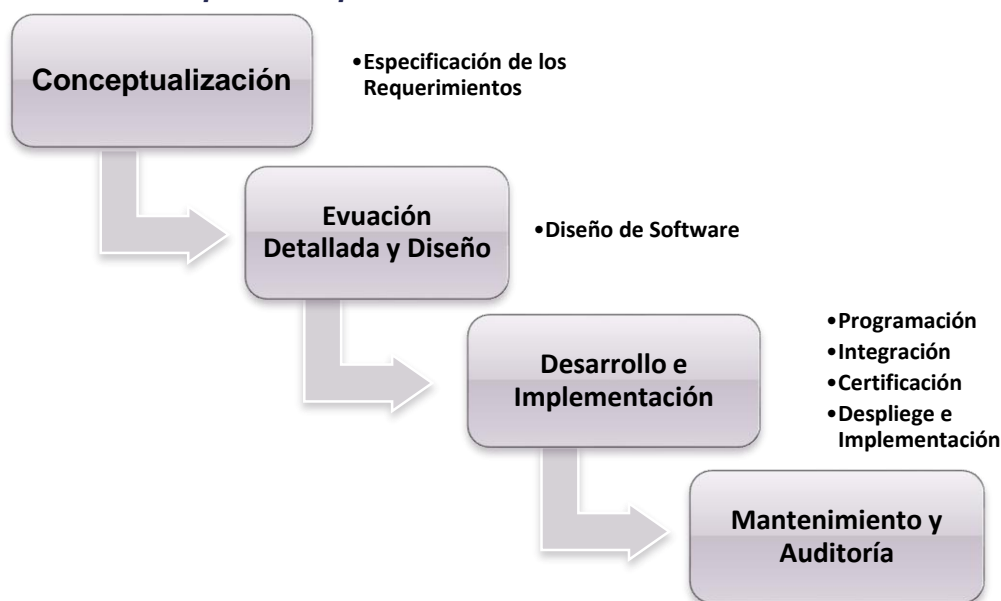 Conceptualización
•Especificación de los
Requerimientos
Evuación
Detallada y Diseño
•Diseño de Software
Desarrollo e
Implementación
•Programación
•Integración
•Certificación
•Despliege e
Implementación
Mantenimiento y
Auditoría